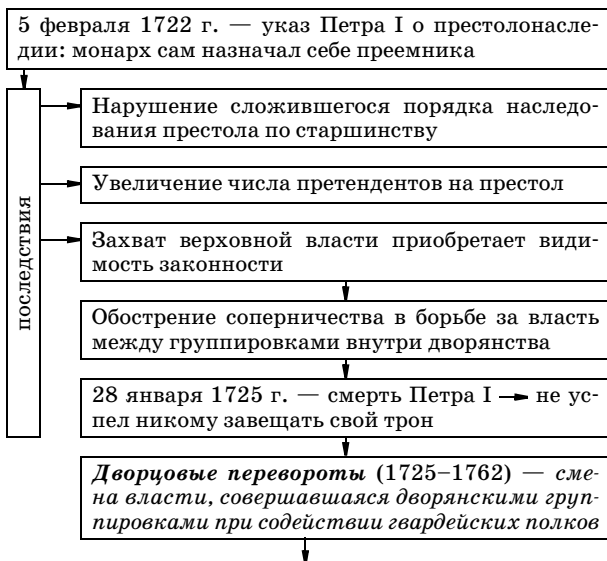 5 февраля 1722 г. — указ Петра I о престолонасле-
дии: монарх сам назначал себе преемника
последствия
Нарушение сложившегося порядка наследо-
вания престола по старшинству
Увеличение числа претендентов на престол
Захват верховной власти приобретает види-
мость законности
Обострение соперничества в борьбе за власть
между группировками внутри дворянства
28 января 1725 г. — смерть Петра I → не ус-
пел никому завещать свой трон
Дворцовые перевороты (1725–1762) — сме-
на власти, совершавшаяся дворянскими груп-
пировками при содействии гвардейских полков